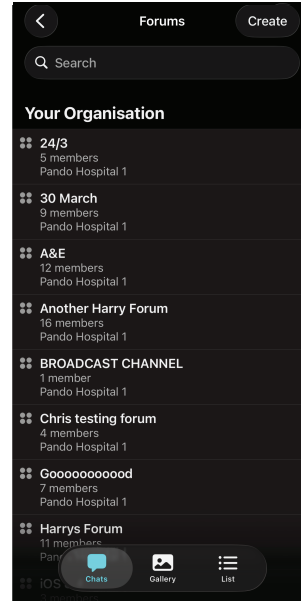 Forums
Create
Search
Your Organisation
24/3
5 members
Pando Hospital 1
30 March
9 members
Pando Hospital 1
A&E
12 members
Pando Hospital 1
Another Harry Forum
16 members
Pando Hospital 1
BROADCAST CHANNEL
1 member
Pando Hospital 1
Chris testing forum
4 members
Pando Hospital 1
Goooooooood
7 members
Pando Hospital 1
Harrys Forum
11 members
Chats
Gallery
List
iOS